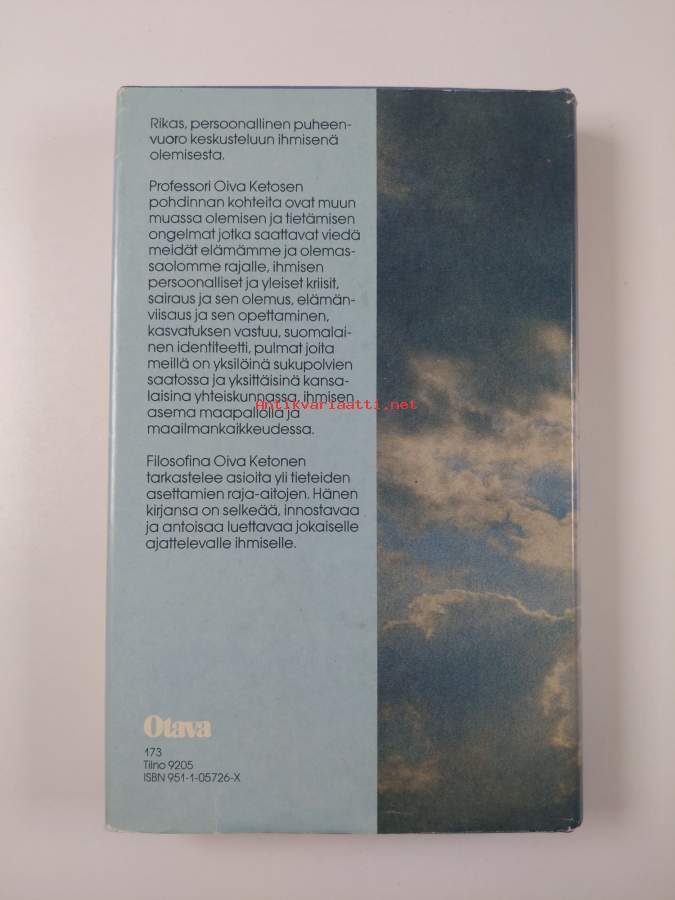 Rikas, persoonallinen puheen-
vuoro keskusteluun ihmisenä
olemisesta.
Professori Oiva Ketosen
pohdinnan kohteita ovat muun
muassa olemisen ja tietämisen
ongelmat jotka saattavat viedä
meidät elämämme ja olemas-
saolomme rajalle, ihmisen
persoonalliset ja yleiset kriisit,
sairaus ja sen olemus, elämän-
viisaus ja sen opettaminen,
kasvatuksen vastuu, suomalai-
nen identiteetti, pulmat joita
meillä on yksilöinä sukupolvien
saatossa ja yksittäisinä kansa-
laisina yhteiskunnassa, ihmisen
Antikvariaatti.net
asema maapallolla ja
maailmankaikkeudessa.
Filosofina Oiva Ketonen
tarkastelee asioita yli tieteiden
asettamien raja-aitojen. Hänen
kirjansa on selkeää, innostavaa
ja antoisaa luettavaa jokaiselle
ajattelevalle ihmiselle.
Otava
173
Tilno 9205
ISBN 951-1-05726-X